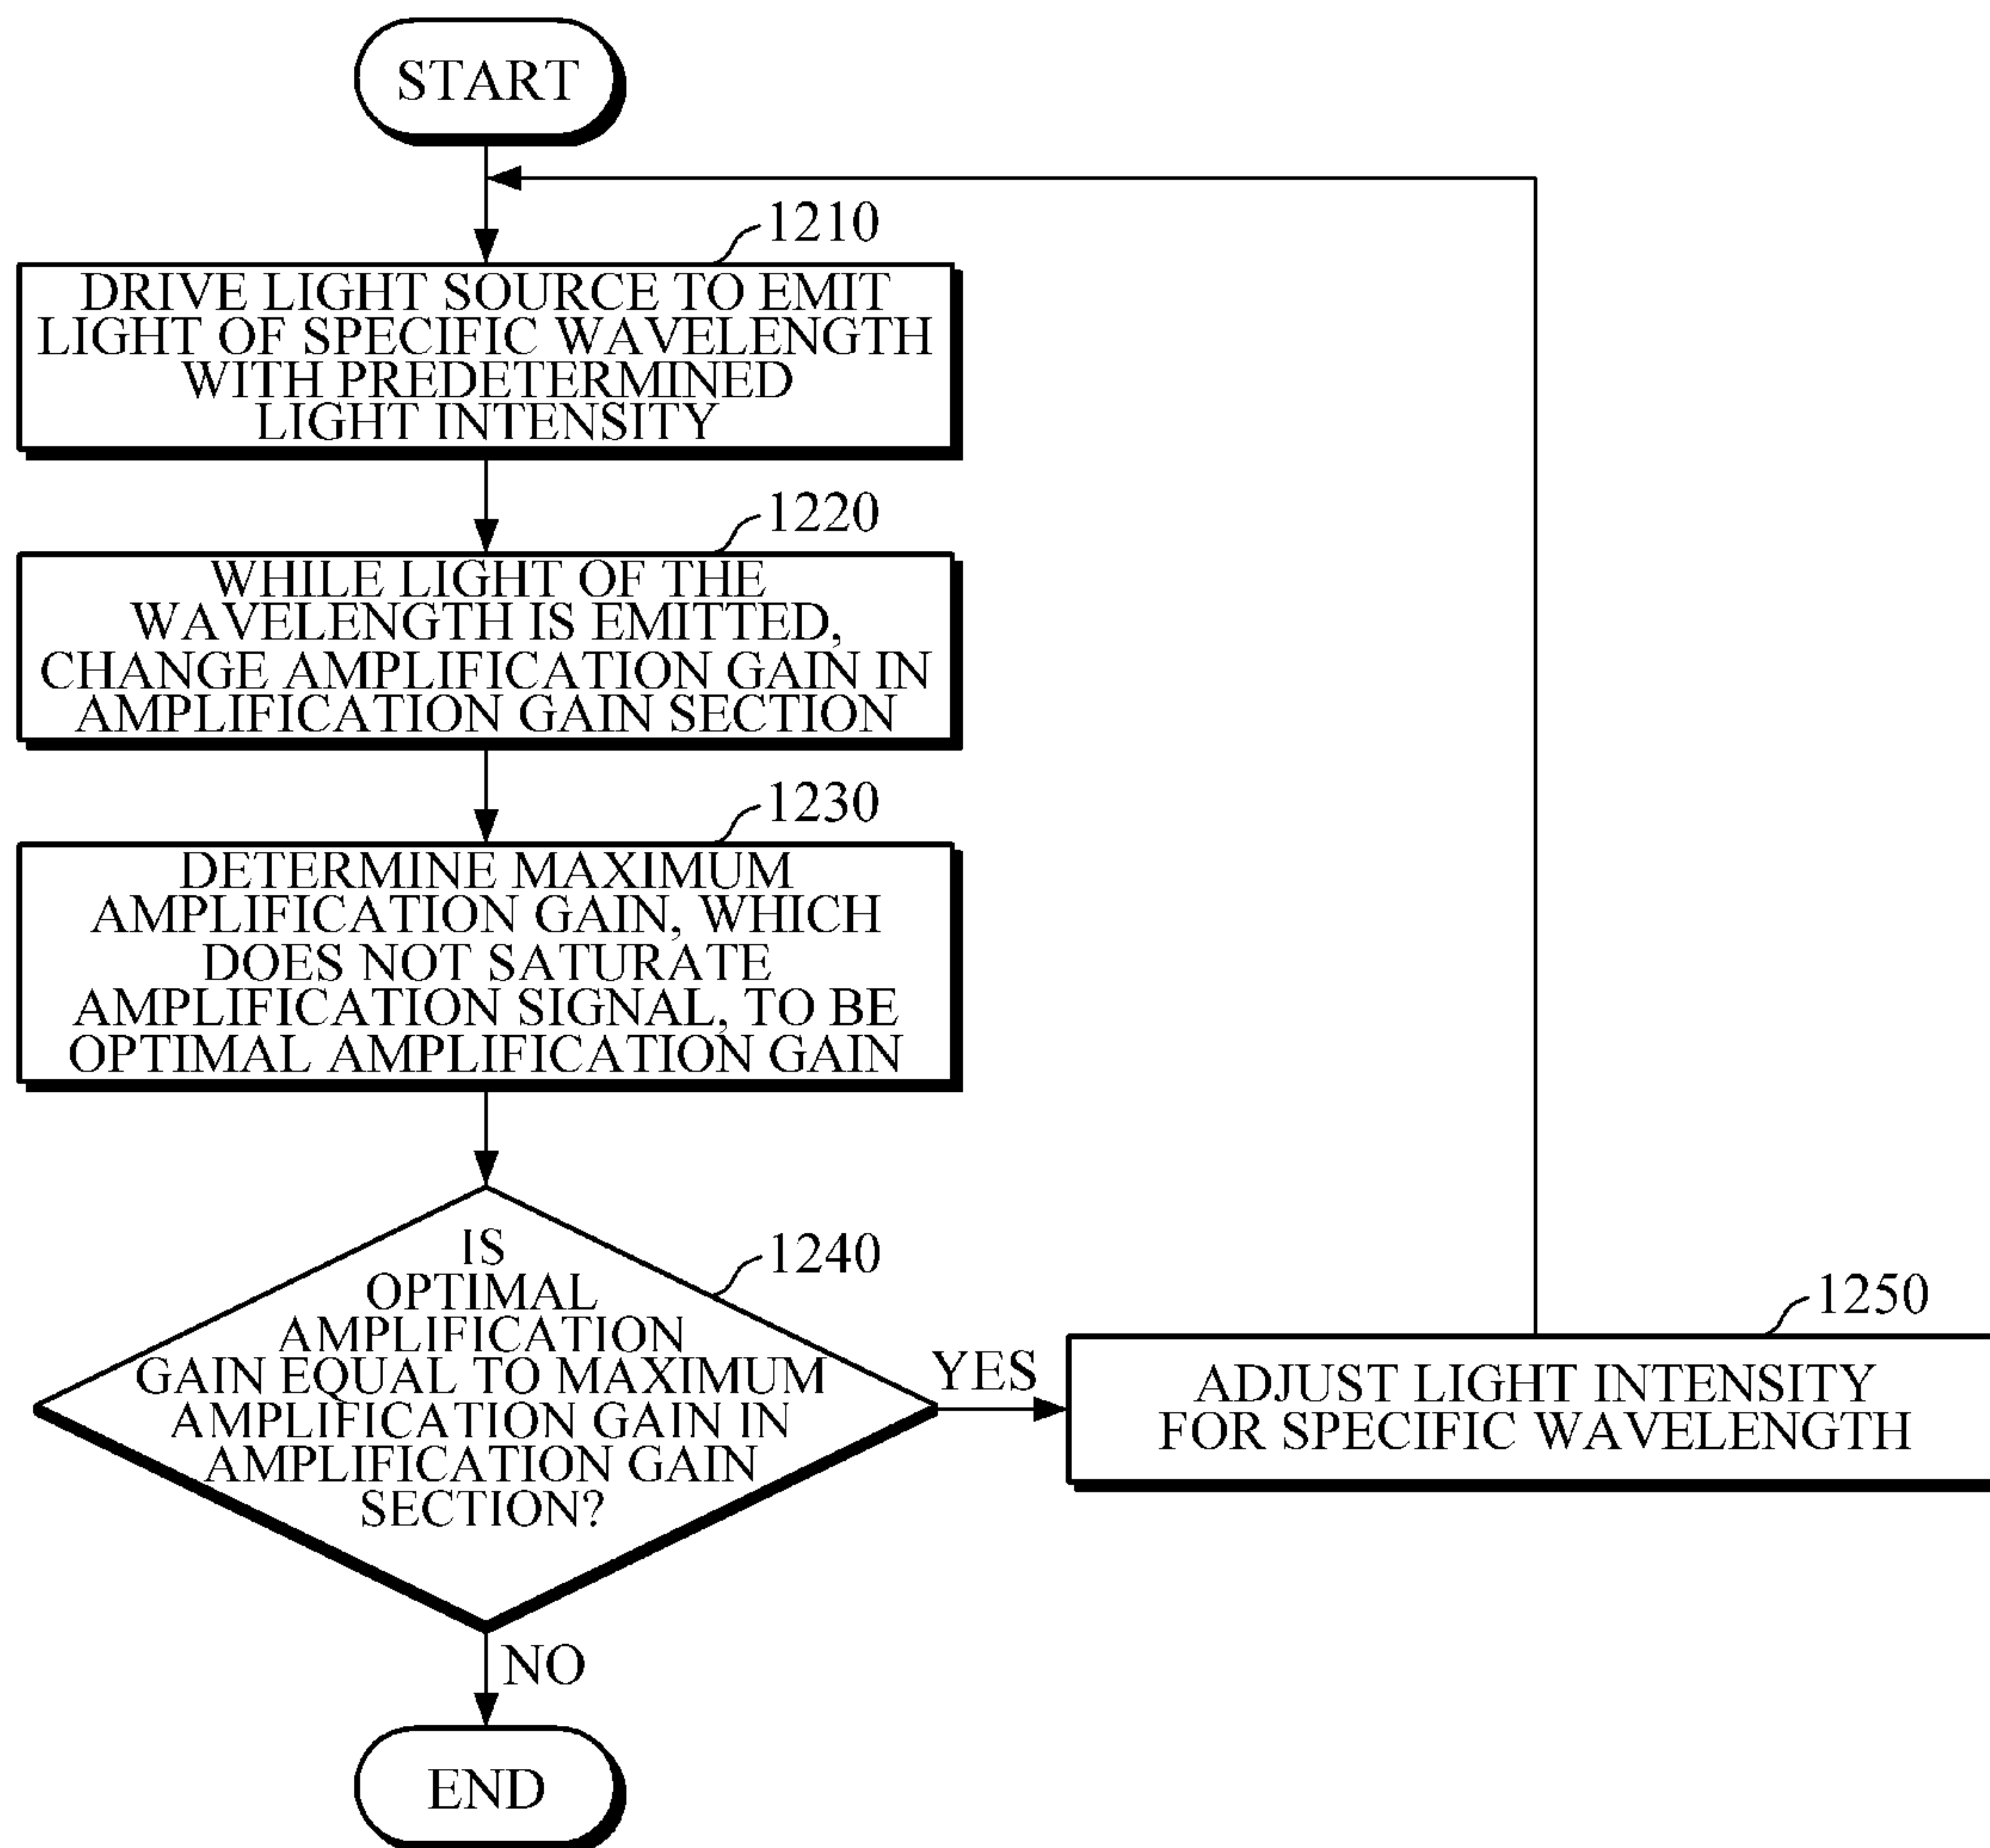 START
1210
DRIVE LIGHT SOURCE TO EMIT
LIGHT OF SPECIFIC WAVELENGTH
WITH PREDETERMINED
LIGHT INTENSITY
1220
WHILE LIGHT OF THE
WAVELENGTH IS EMITTED,
CHANGE AMPLIFICATION GAIN IN
AMPLIFICATION GAIN SECTION
1230
DETERMINE MAXIMUM
AMPLIFICATION GAIN, WHICH
DOES NOT SATURATE
AMPLIFICATION SIGNAL, TO BE
OPTIMAL AMPLIFICATION GAIN
1240
IS
OPTIMAL
AMPLIFICATION
GAIN EQUAL TO MAXIMUM
AMPLIFICATION GAIN IN
AMPLIFICATION GAIN
SECTION?
YES
1250
ADJUST LIGHT INTENSITY
FOR SPECIFIC WAVELENGTH
NO
END